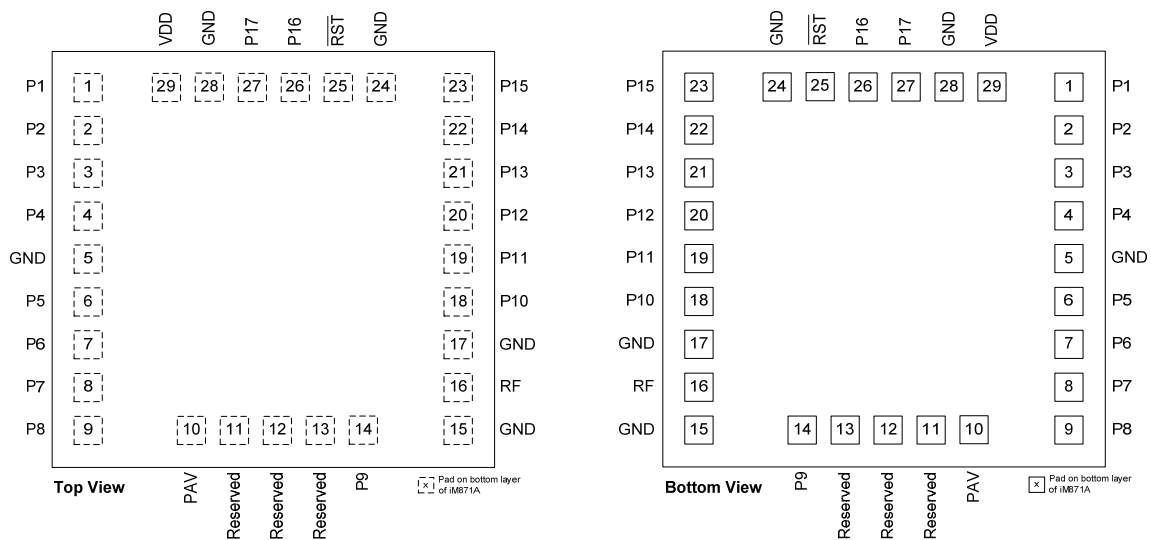 VDD GND P17 P16 RST GND
P1 1 29 28 27 26 25 24 23 P15
P2 2 22 P14
P3 3 21 P13
P4 4 20 P12
GND 5 19 P11
P5 6 18 P10
P6 7 17 GND
P7 8 16 RF
P8 9 10 11 12 13 14 15 GND
PAV Reserved Reserved Reserved P9
Top View
x Pad on bottom layer
of iM871A
GND RST P16 P17 GND VDD
P15 23 24 25 26 27 28 29 1 P1
P14 22 2 P2
P13 21 3 P3
P12 20 4 P4
P11 19 5 GND
P10 18 6 P5
GND 17 7 P6
RF 16 8 P7
GND 15 14 13 12 11 10 9 P8
P9 Reserved Reserved Reserved PAV
Bottom View
x Pad on bottom layer
of iM871A